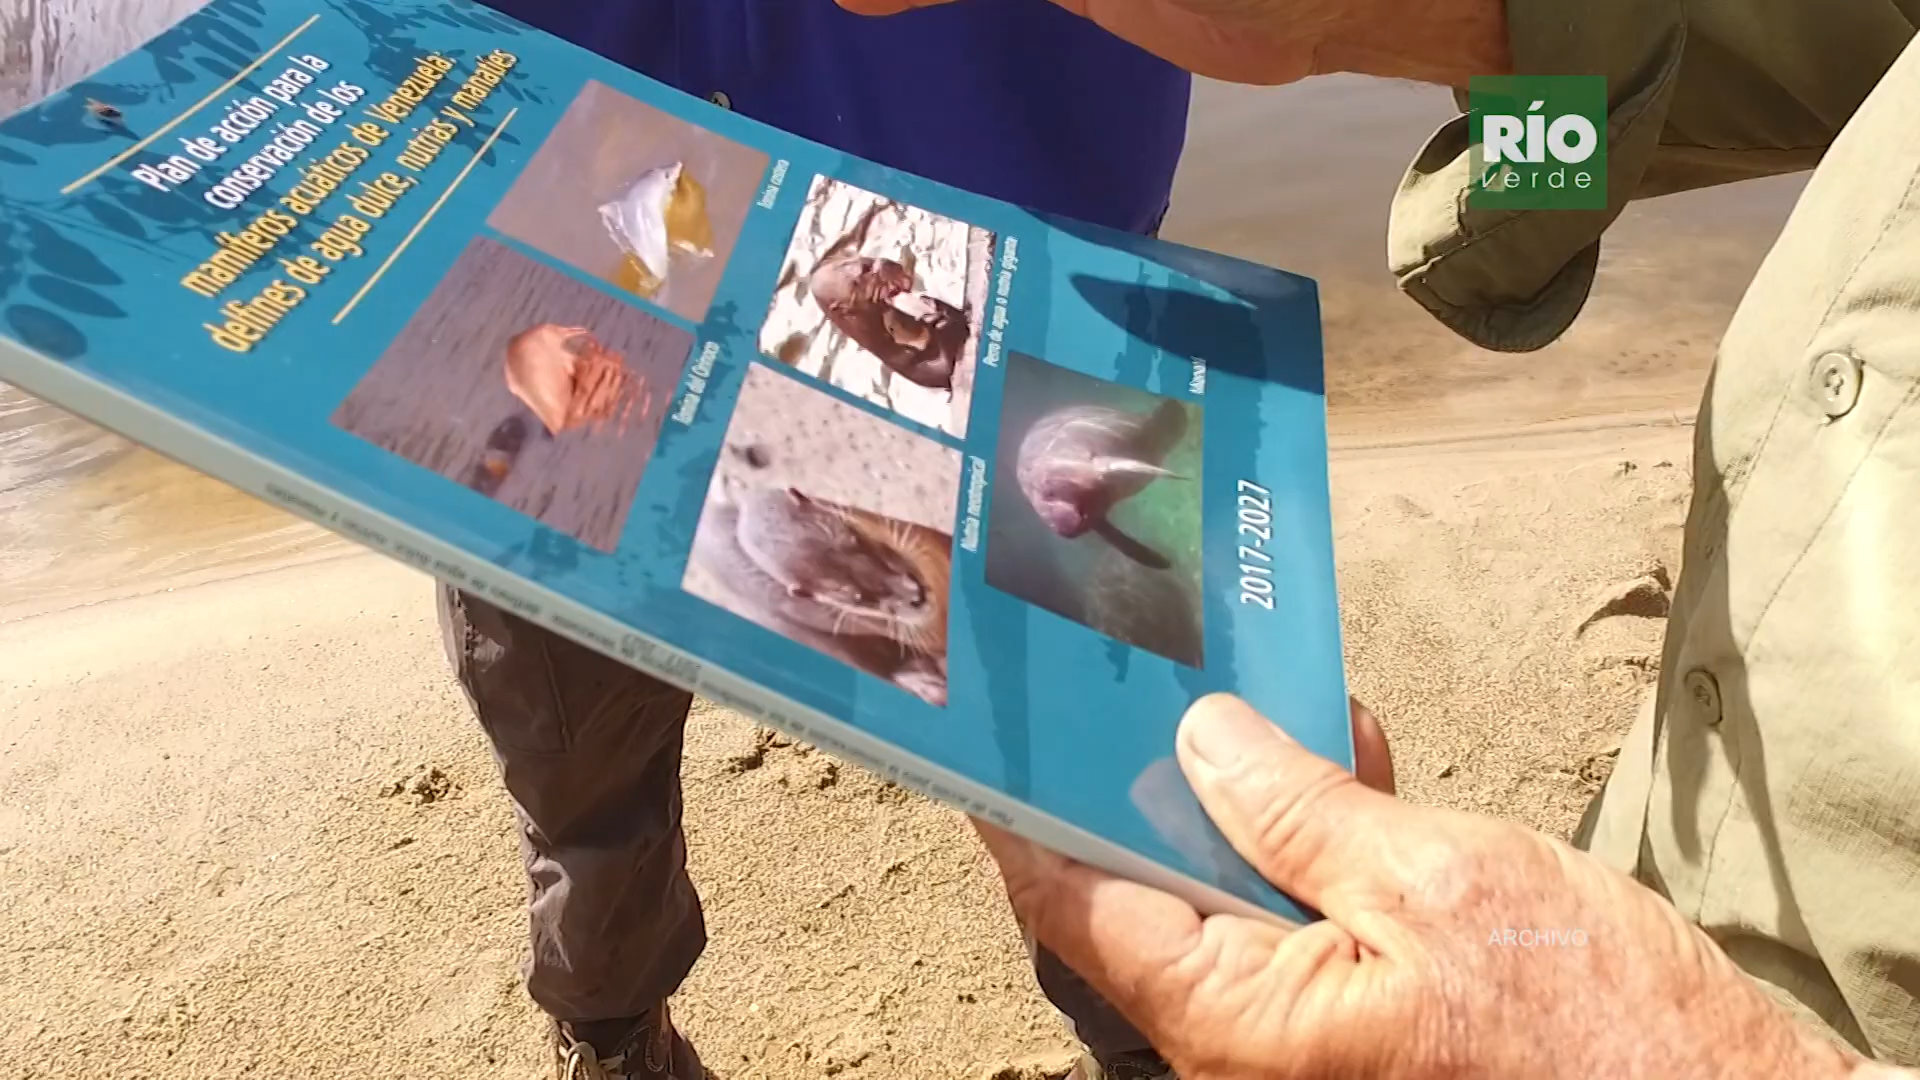 Plan de acción para la
conservación de los
mamíferos acuáticos de Venezuela:
delfines de agua dulce, nutrias y manatíes
Tonina costera
Tonina del Orinoco
Perro de agua o nutria gigante
Nutria neotropical
Manatí
2017-2027
RÍO
verde
ARCHIVO